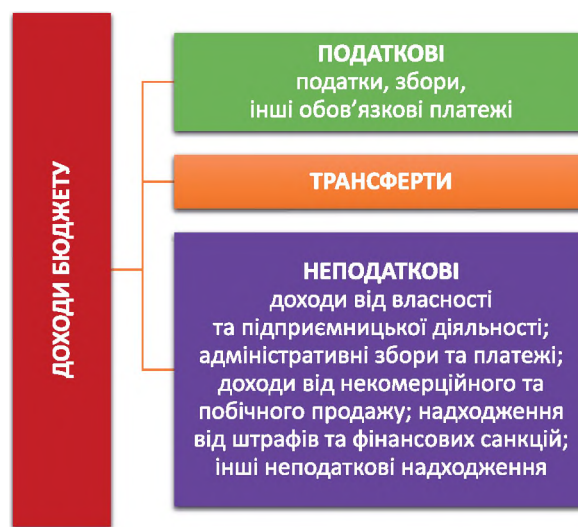 ДОХОДИ БЮДЖЕТУ
ПОДАТКОВІ
податки, збори,
інші обов’язкові платежі
ТРАНСФЕРТИ
НЕПОДАТКОВІ
доходи від власності
та підприємницької діяльності;
адміністративні збори та платежі;
доходи від некомерційного та
побічного продажу; надходження
від штрафів та фінансових санкцій;
інші неподаткові надходження